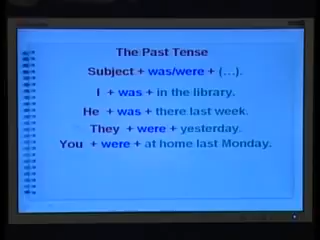 The Past Tense
Subject + was/were + (...).
I + was + in the library.
He + was + there last week.
They + were + yesterday.
You + were + at home last Monday.